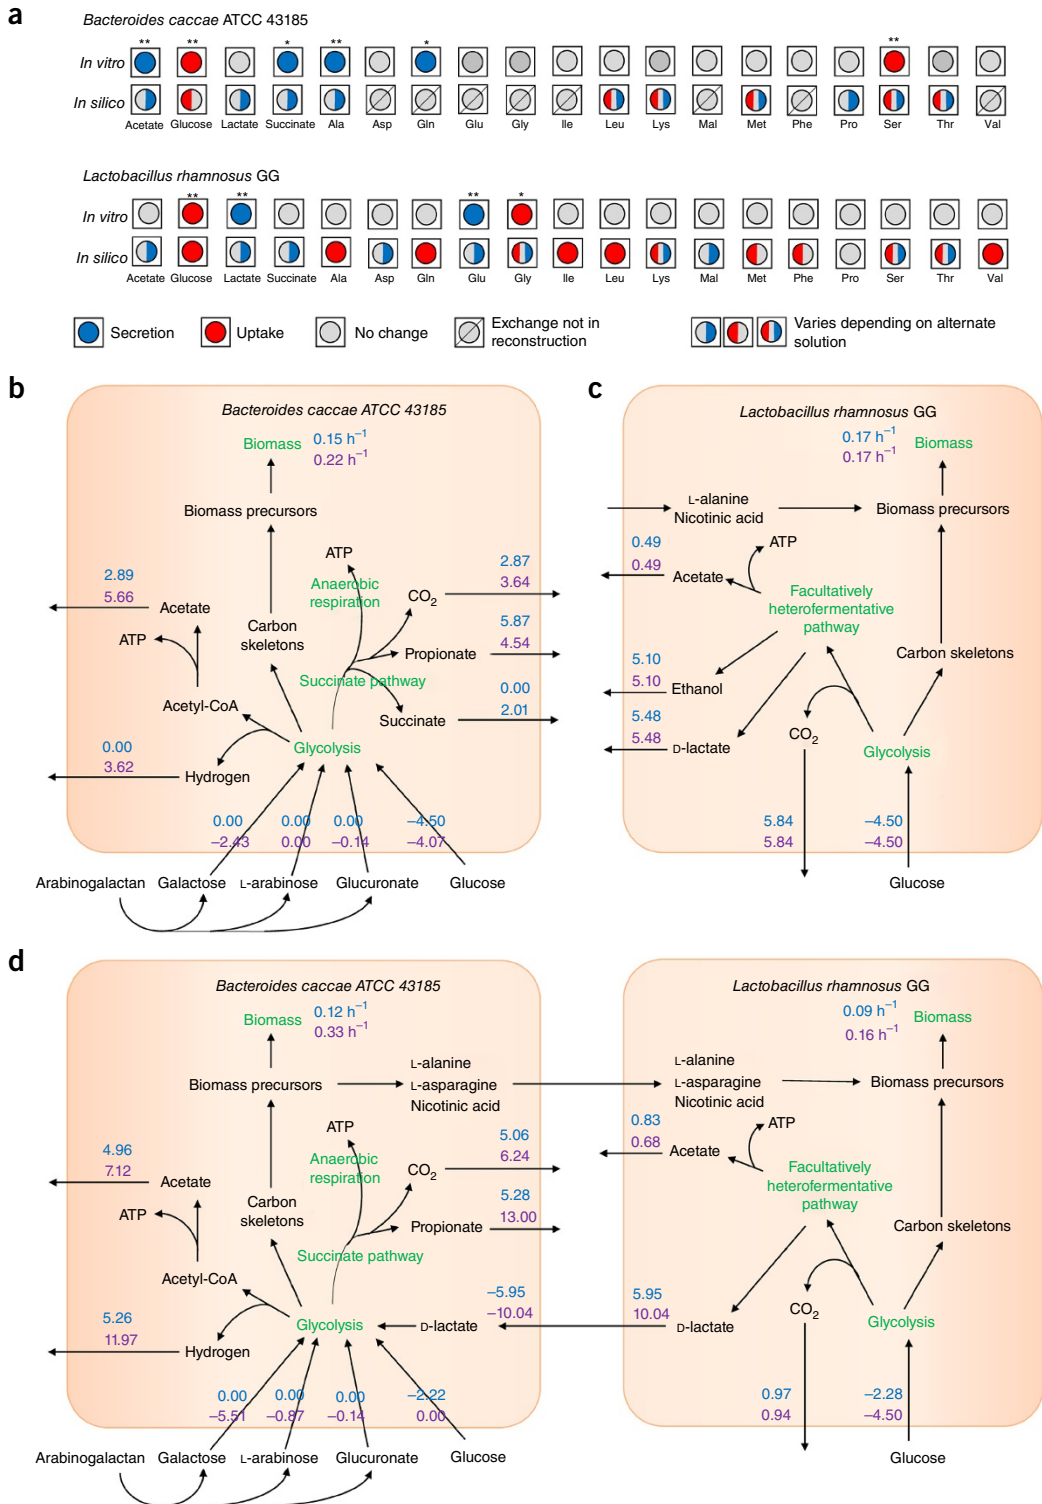 a
Bacteroides caccae ATCC 43185
** ** * ** * **
In vitro
In silico
Acetate Glucose Lactate Succinate Ala Asp Gln Glu Gly Ile Leu Lys Mal Met Phe Pro Ser Thr Val
Lactobacillus rhamnosus GG
** ** ** *
In vitro
In silico
Acetate Glucose Lactate Succinate Ala Asp Gln Glu Gly Ile Leu Lys Mal Met Phe Pro Ser Thr Val
Secretion
Uptake
No change
Exchange not in
reconstruction
Varies depending on alternate
solution
b
Bacteroides caccae ATCC 43185
Biomass
0.15 h⁻¹
0.22 h⁻¹
Biomass precursors
ATP
Anaerobic
respiration
CO₂
2.87
3.64
2.89
5.66
Acetate
ATP
Carbon
skeletons
Propionate
5.87
4.54
Succinate pathway
Acetyl-CoA
Succinate
0.00
2.01
Glycolysis
0.00
3.62
Hydrogen
0.00 0.00 0.00 –4.50
–2.43 0.00 –0.14 –4.07
Arabinogalactan Galactose L-arabinose Glucuronate Glucose
c
Lactobacillus rhamnosus GG
0.17 h⁻¹
0.17 h⁻¹
Biomass
L-alanine
Nicotinic acid
Biomass precursors
ATP
0.49
0.49
Acetate
Facultatively
heterofermentative
pathway
Carbon skeletons
5.10
5.10
Ethanol
5.48
5.48
D-lactate
CO₂
Glycolysis
5.84 –4.50
5.84 –4.50
Glucose
d
Bacteroides caccae ATCC 43185
Biomass
0.12 h⁻¹
0.33 h⁻¹
Biomass precursors
L-alanine
L-asparagine
Nicotinic acid
ATP
Anaerobic
respiration
CO₂
5.06
6.24
4.96
7.12
Acetate
ATP
Carbon
skeletons
Propionate
5.28
13.00
Succinate pathway
Acetyl-CoA
–5.95
–10.04
D-lactate
Glycolysis
5.26
11.97
Hydrogen
0.00 0.00 0.00 –2.22
–5.51 –0.87 –0.14 0.00
Arabinogalactan Galactose L-arabinose Glucuronate Glucose
Lactobacillus rhamnosus GG
0.09 h⁻¹
0.16 h⁻¹
Biomass
L-alanine
L-asparagine
Nicotinic acid
Biomass precursors
ATP
0.83
0.68
Acetate
Facultatively
heterofermentative
pathway
Carbon skeletons
5.95
10.04
D-lactate
CO₂
Glycolysis
0.97 –2.28
0.94 –4.50
Glucose